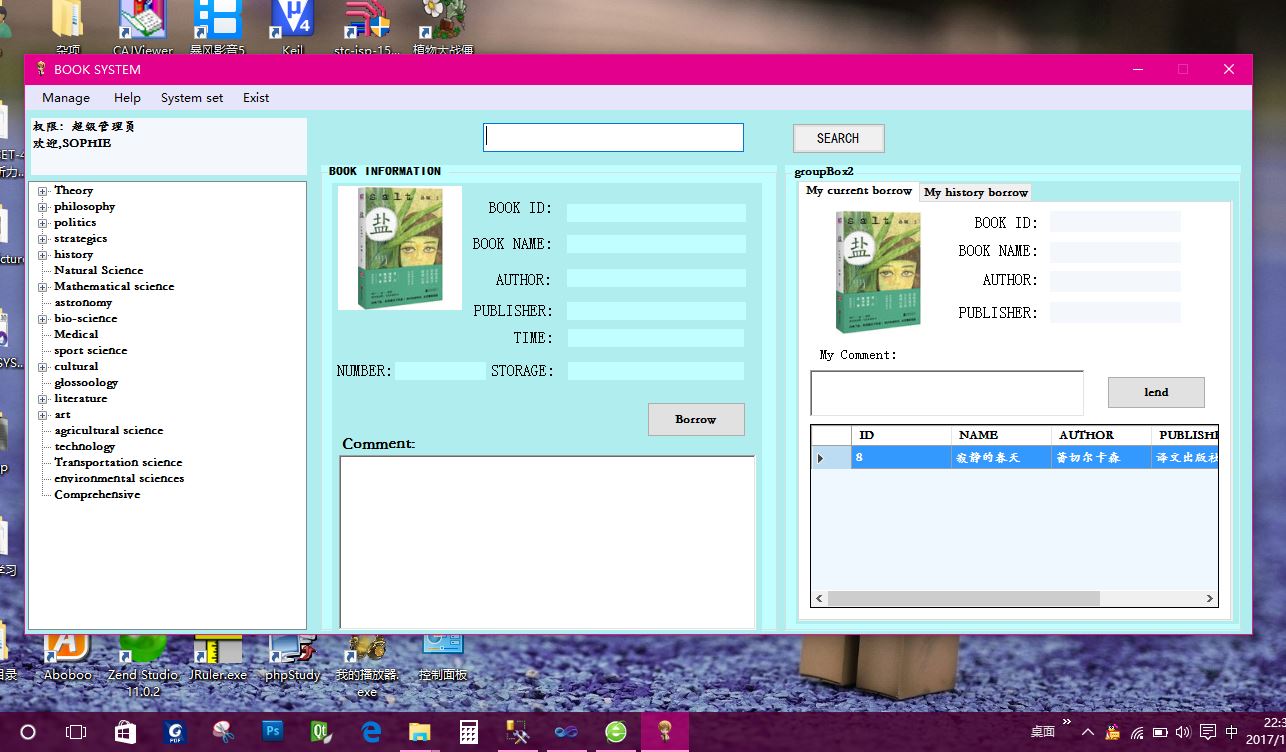 杂项
CAJViewer
暴风影音5
Keil
stc-isp-15...
BOOK SYSTEM
Manage Help System set Exist
权限: 超级管理员
欢迎,SOPHIE
SEARCH
Theory
philosophy
politics
strategics
history
Natural Science
Mathematical science
astronomy
bio-science
Medical
sport science
cultural
glossoology
literature
art
agricultural science
technology
Transportation science
environmental sciences
Comprehensive
BOOK INFORMATION
salt
盐
BOOK ID:
BOOK NAME:
AUTHOR:
PUBLISHER:
TIME:
NUMBER: STORAGE:
Borrow
Comment:
groupBox2
My current borrow My history borrow
salt
盐
BOOK ID:
BOOK NAME:
AUTHOR:
PUBLISHER:
My Comment:
lend
ID NAME AUTHOR PUBLISH
8 寂静的春天 蕾切尔卡森 译文出版社
Aboboo
Zend Studio
11.0.2
JRuler.exe
phpStudy
我的播放器.
exe
控制面板
PDF
Ps
Qt
桌面
中
22:3
2017/1